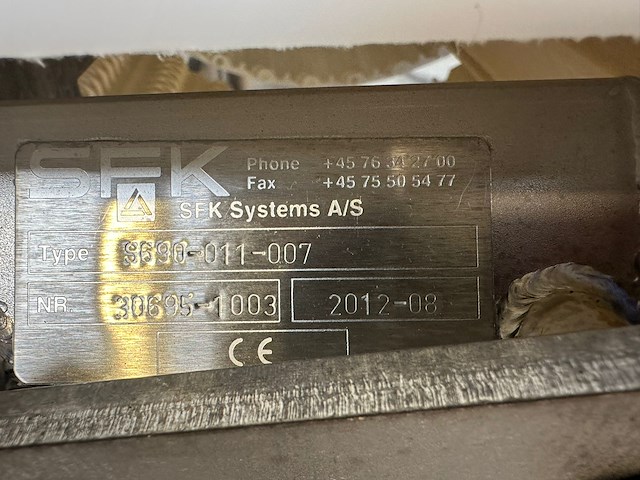 SFK Phone +45 76 34 27 00
Fax +45 75 50 54 77
SFK Systems A/S
Type S690-011-007
NR. 30695-1003 2012-08
CE